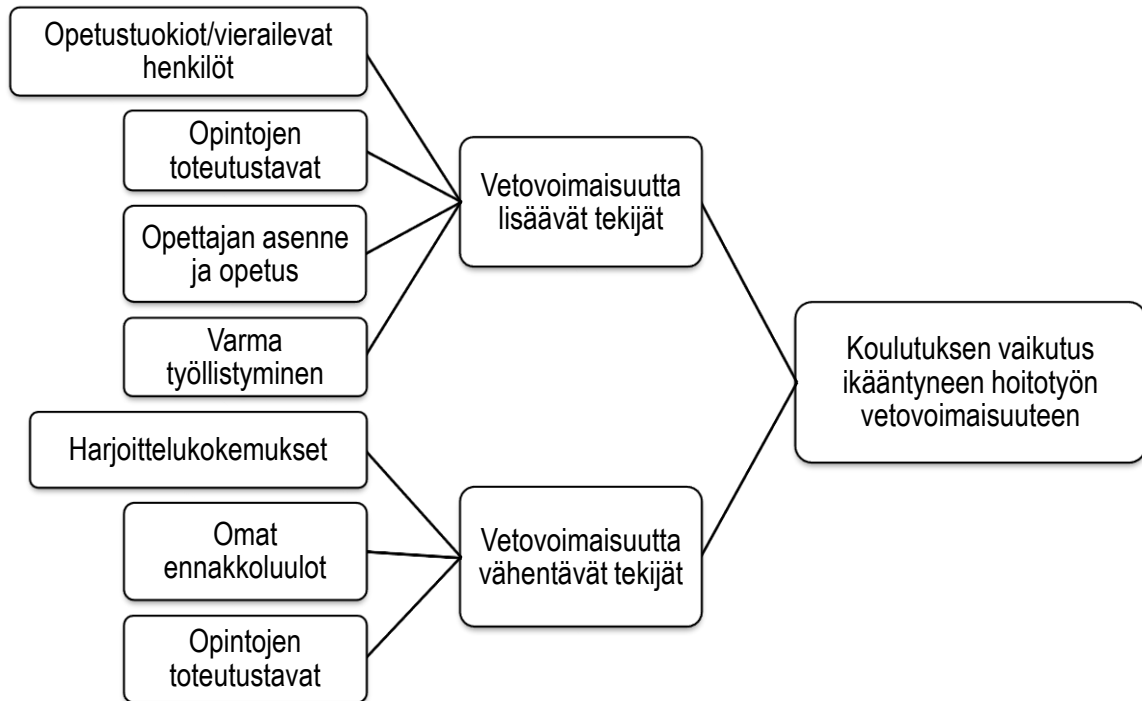 Opetustuokiot/vierailevat
henkilöt
Opintojen
toteutustavat
Opettajan asenne
ja opetus
Varma
työllistyminen
Harjoittelukokemukset
Omat
ennakkoluulot
Opintojen
toteutustavat
Vetovoimaisuutta
lisäävät tekijät
Vetovoimaisuutta
vähentävät tekijät
Koulutuksen vaikutus
ikääntyneen hoitotyön
vetovoimaisuuteen